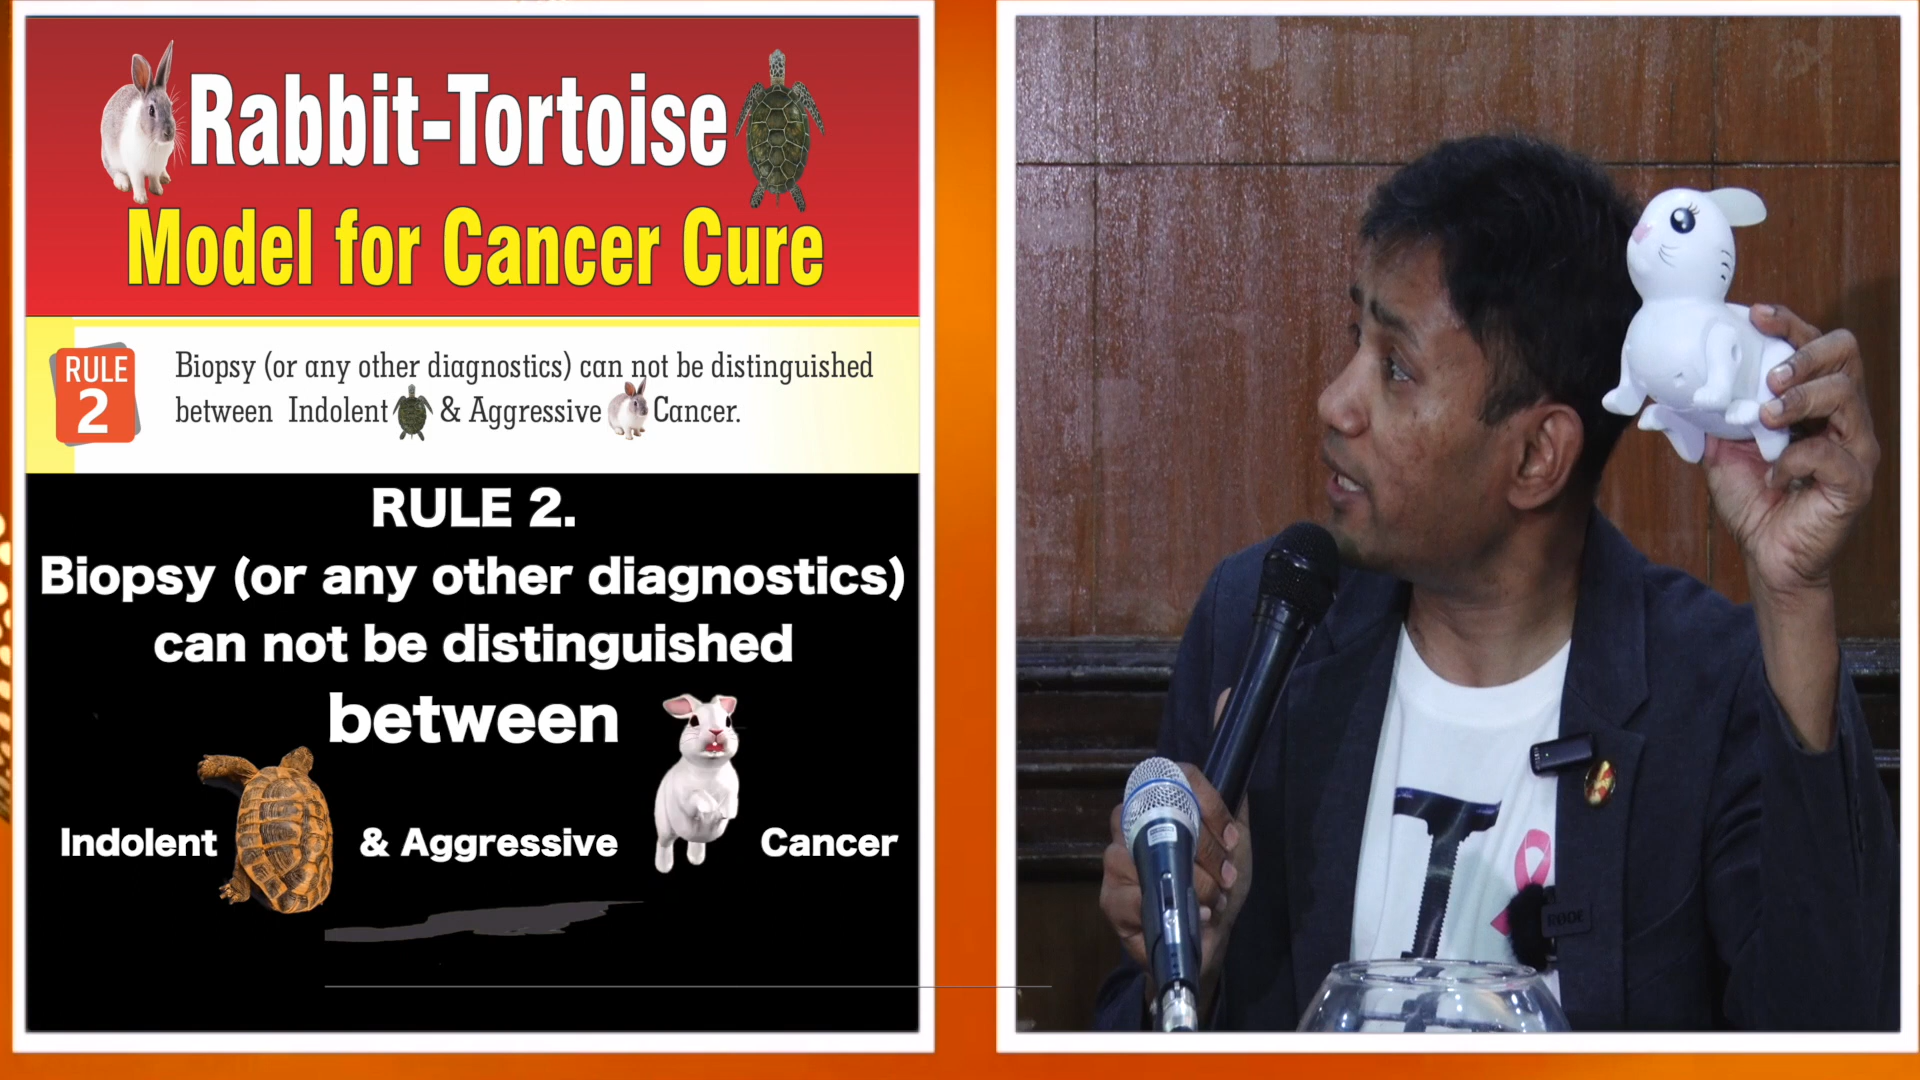 Rabbit-Tortoise
Model for Cancer Cure
RULE
2
Biopsy (or any other diagnostics) can not be distinguished
between Indolent & Aggressive Cancer.
RULE 2.
Biopsy (or any other diagnostics)
can not be distinguished
between
Indolent & Aggressive Cancer
I
RØDE